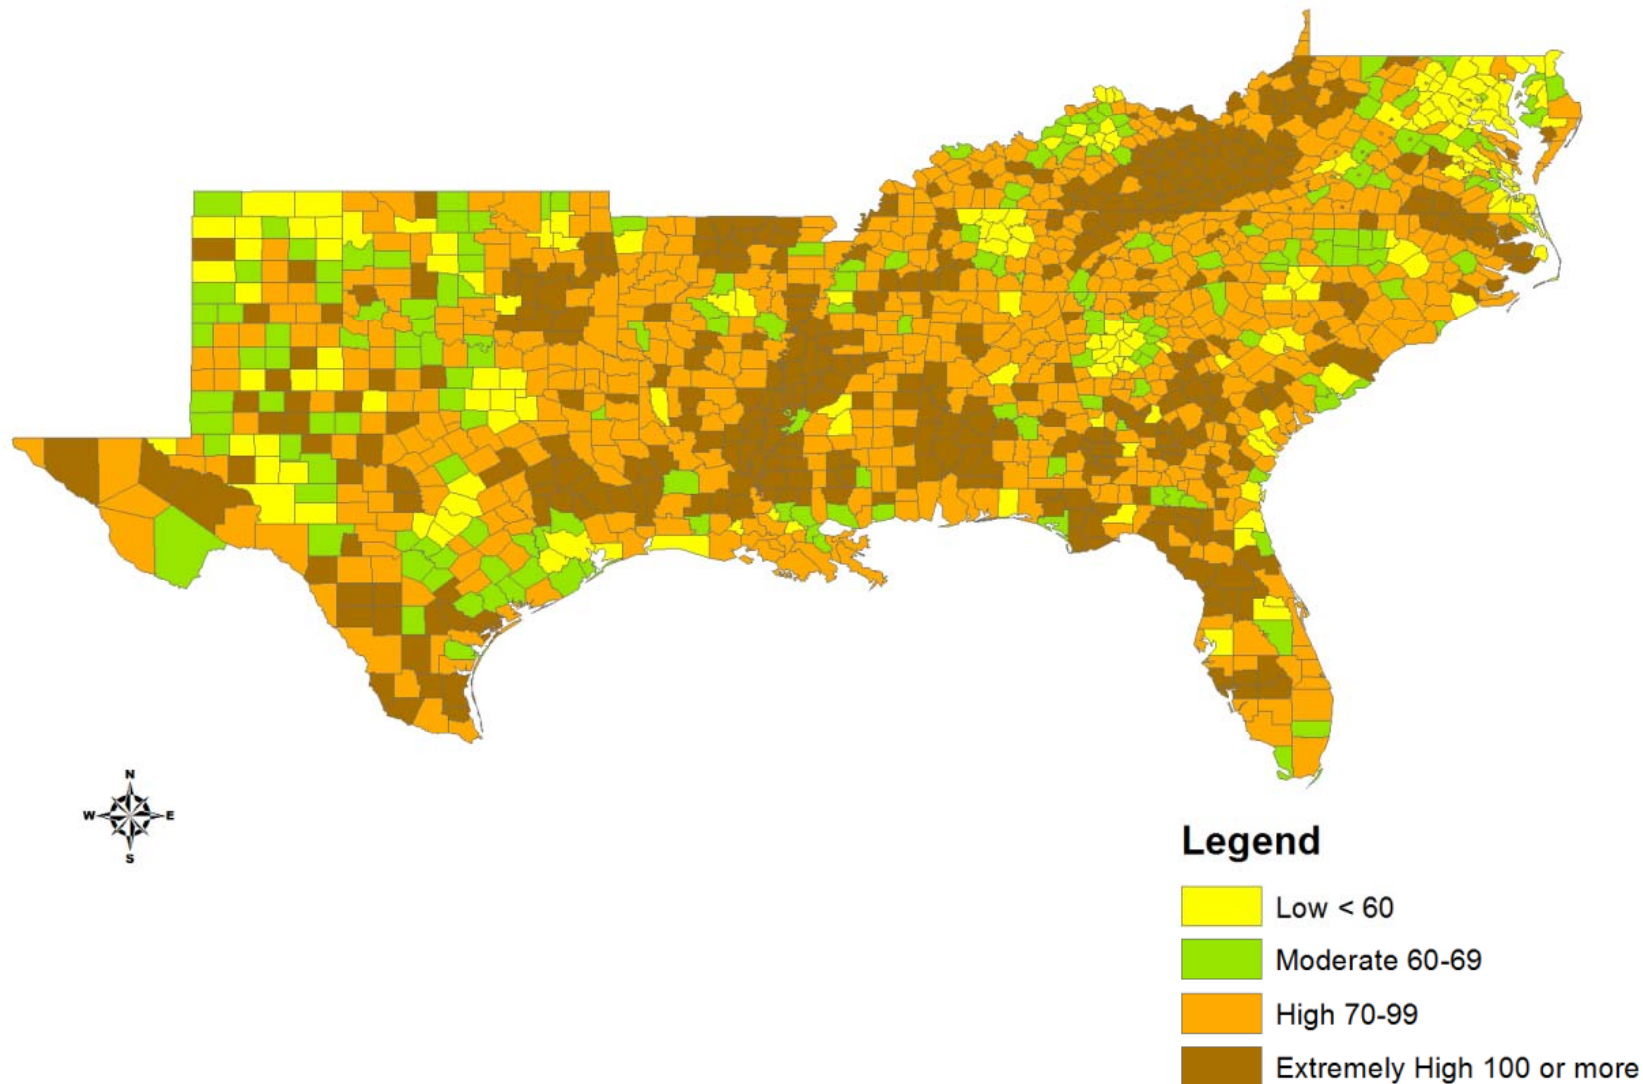 N
W E
S
Legend
Low < 60
Moderate 60-69
High 70-99
Extremely High 100 or more